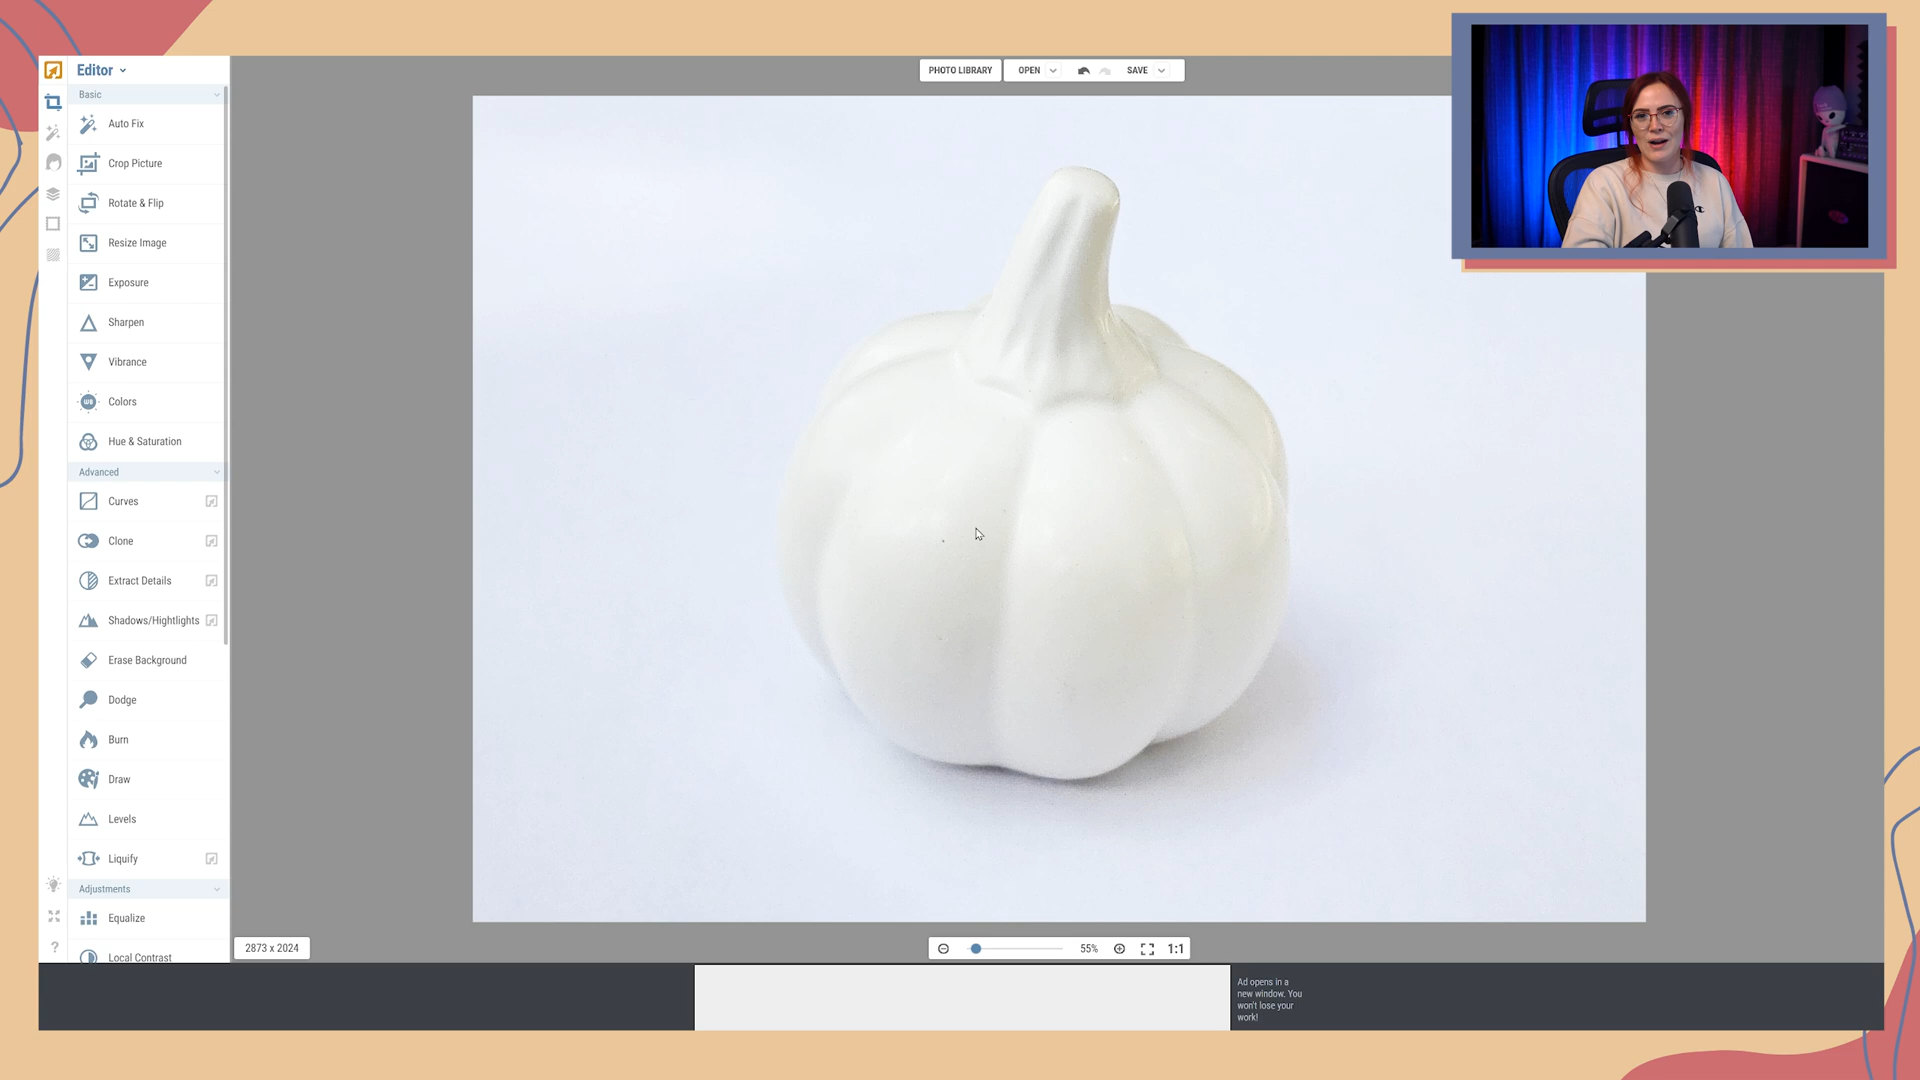 Editor
PHOTO LIBRARY
OPEN
SAVE
Basic
Auto Fix
Crop Picture
Rotate & Flip
Resize Image
Exposure
Sharpen
Vibrance
WB
Colors
Hue & Saturation
Advanced
Curves
Clone
Extract Details
Shadows/Hightlights
Erase Background
Dodge
Burn
Draw
Levels
Liquify
Adjustments
Equalize
Local Contrast
?
2873 x 2024
55%
1:1
Ad opens in a
new window. You
won't lose your
work!